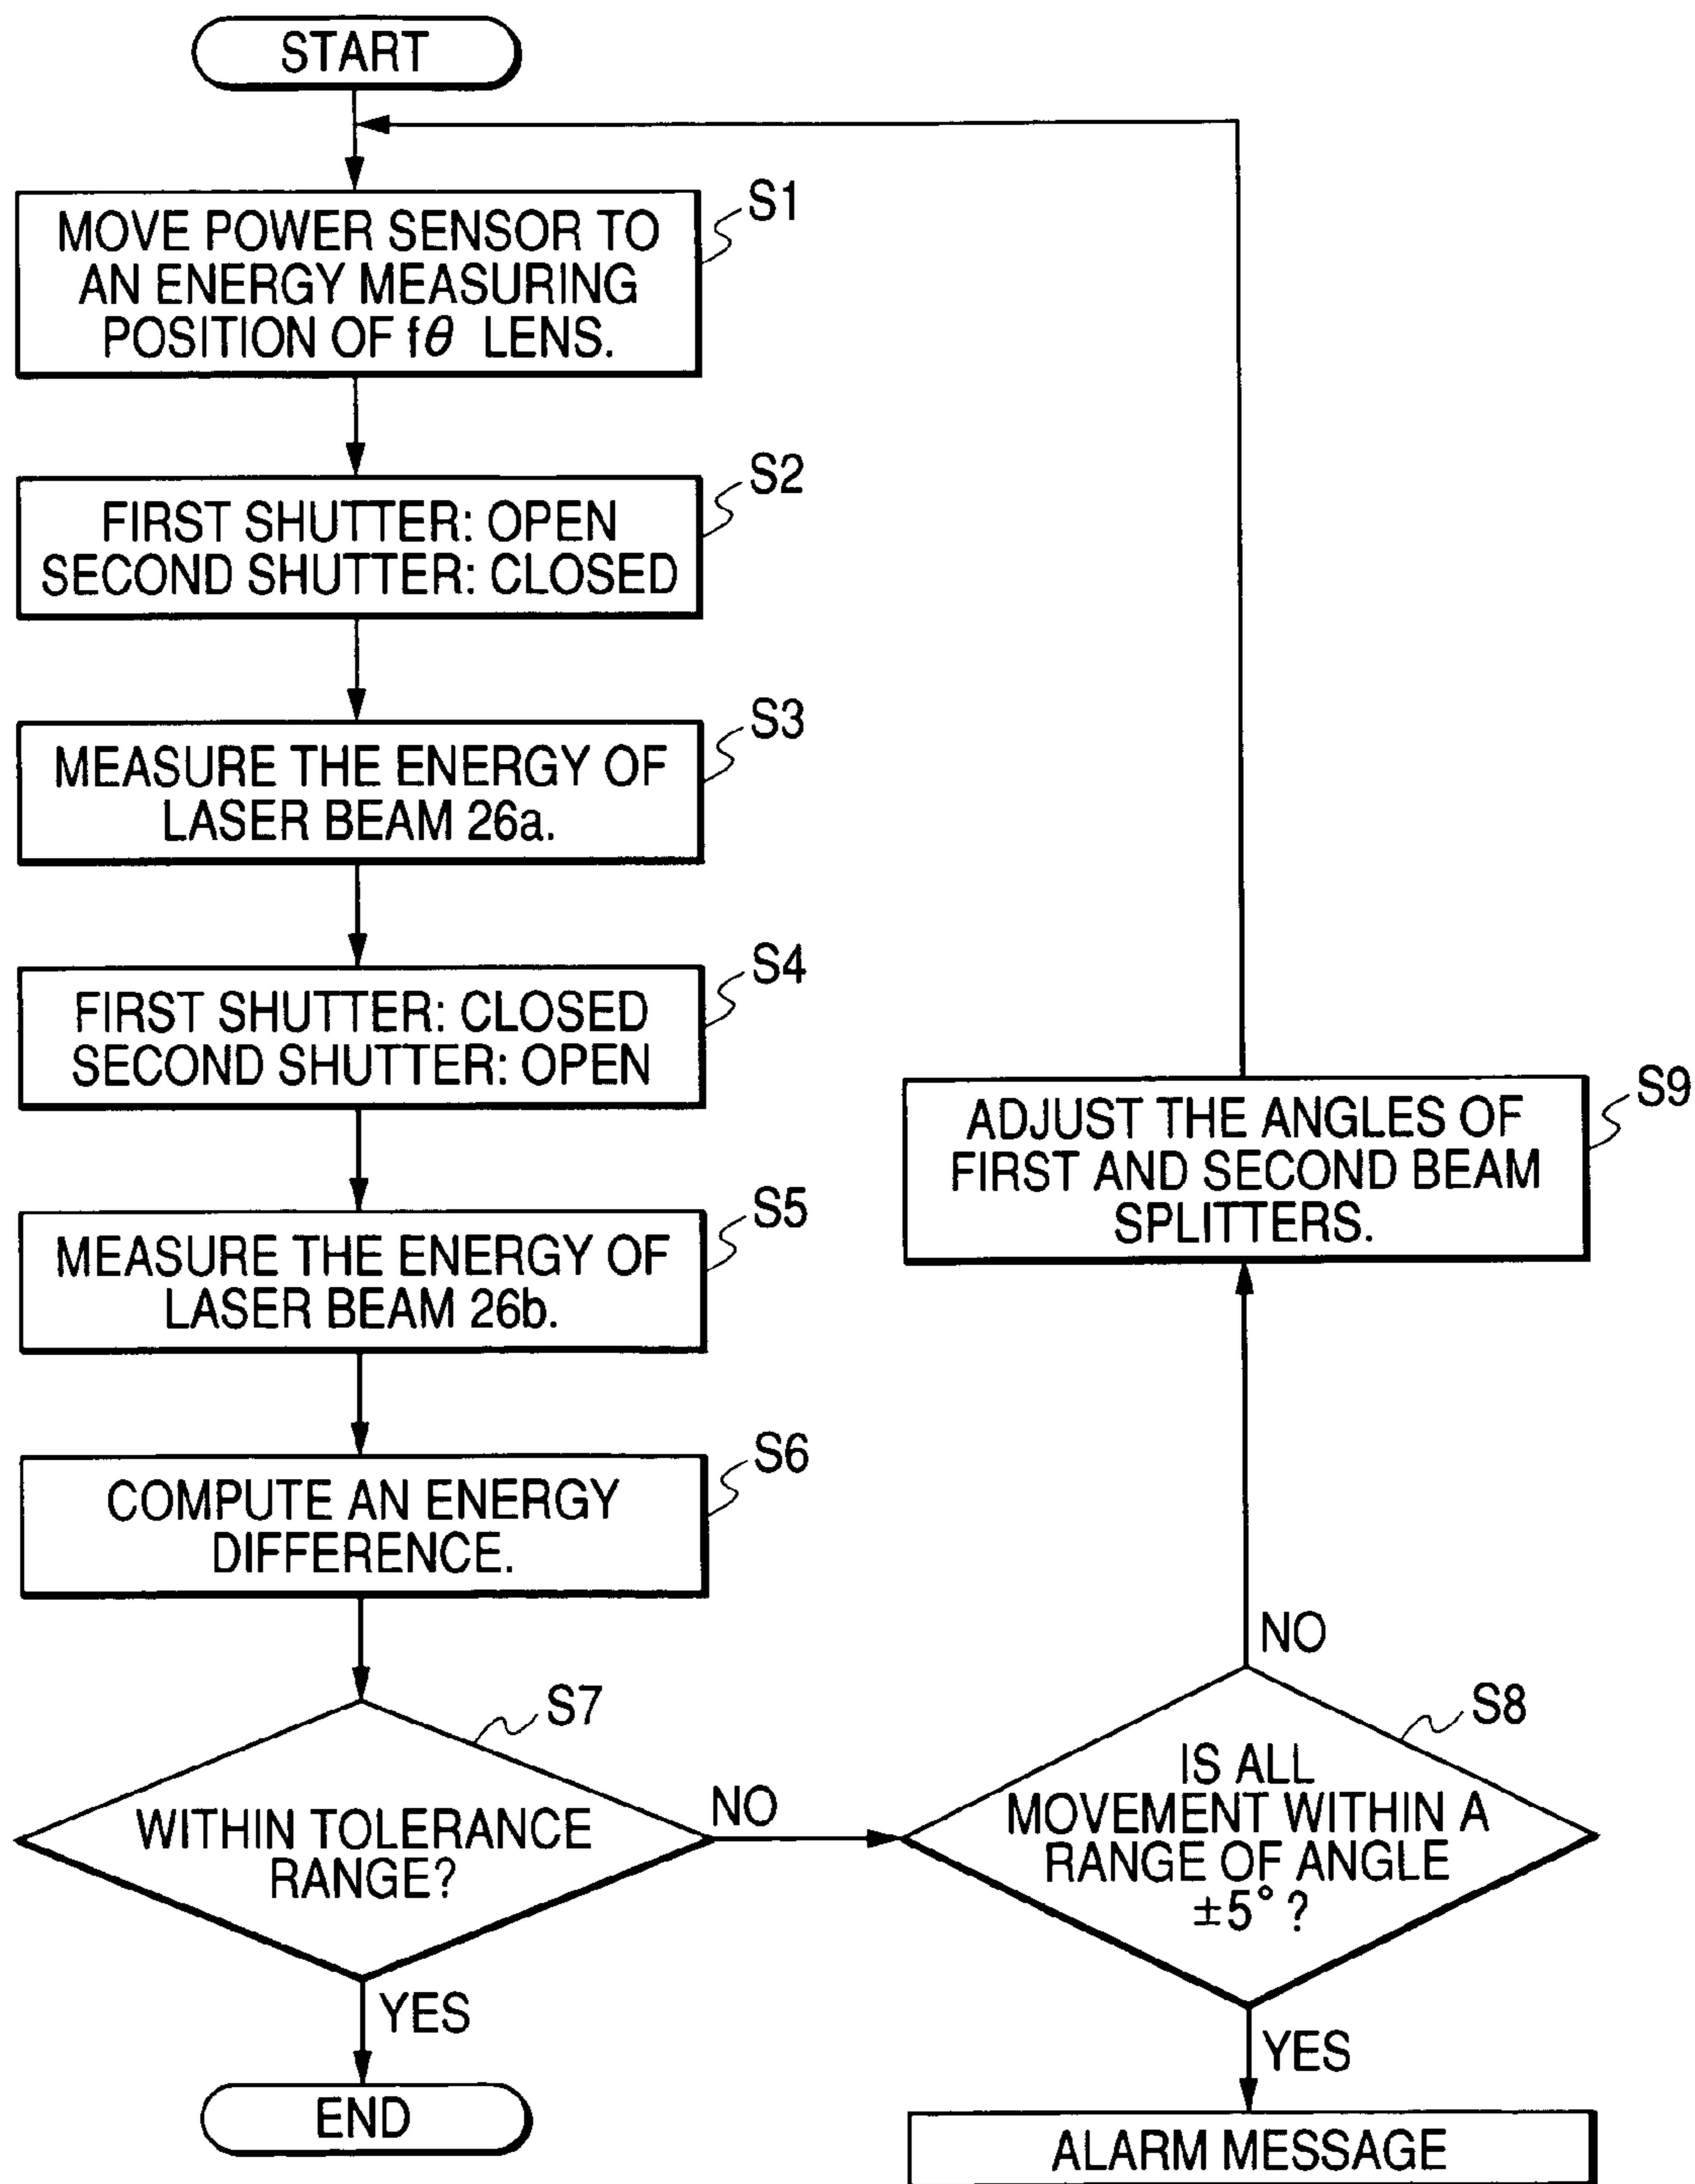 START
S1
MOVE POWER SENSOR TO
AN ENERGY MEASURING
POSITION OF fθ LENS.
S2
FIRST SHUTTER: OPEN
SECOND SHUTTER: CLOSED
S3
MEASURE THE ENERGY OF
LASER BEAM 26a.
S4
FIRST SHUTTER: CLOSED
SECOND SHUTTER: OPEN
S5
MEASURE THE ENERGY OF
LASER BEAM 26b.
S6
COMPUTE AN ENERGY
DIFFERENCE.
S7
WITHIN TOLERANCE
RANGE?
NO
YES
END
S8
IS ALL
MOVEMENT WITHIN A
RANGE OF ANGLE
±5°?
NO
YES
ALARM MESSAGE
S9
ADJUST THE ANGLES OF
FIRST AND SECOND BEAM
SPLITTERS.